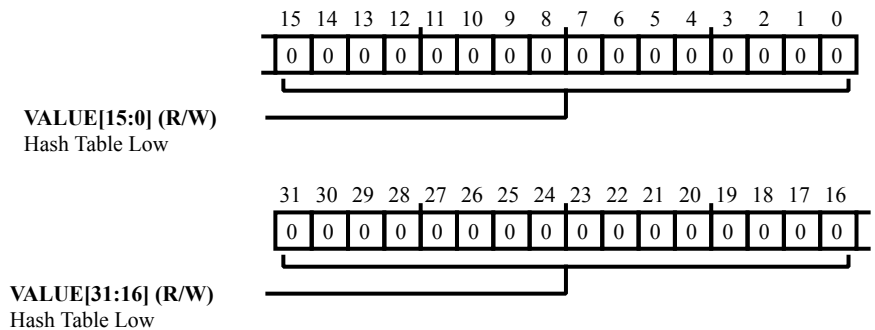 15 14 13 12 11 10 9 8 7 6 5 4 3 2 1 0
0 0 0 0 0 0 0 0 0 0 0 0 0 0 0 0
VALUE[15:0] (R/W)
Hash Table Low
31 30 29 28 27 26 25 24 23 22 21 20 19 18 17 16
0 0 0 0 0 0 0 0 0 0 0 0 0 0 0 0
VALUE[31:16] (R/W)
Hash Table Low